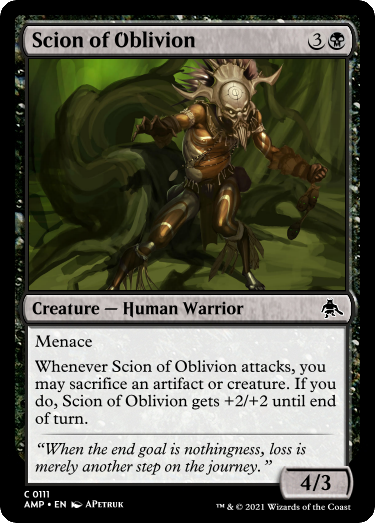 Scion of Oblivion 3
Creature — Human Warrior
Menace
Whenever Scion of Oblivion attacks, you
may sacrifice an artifact or creature. If you
do, Scion of Oblivion gets +2/+2 until end
of turn.
“When the end goal is nothingness, loss is
merely another step on the journey.”
4/3
C 0111
AMP • EN APetruk
™ & © 2021 Wizards of the Coast